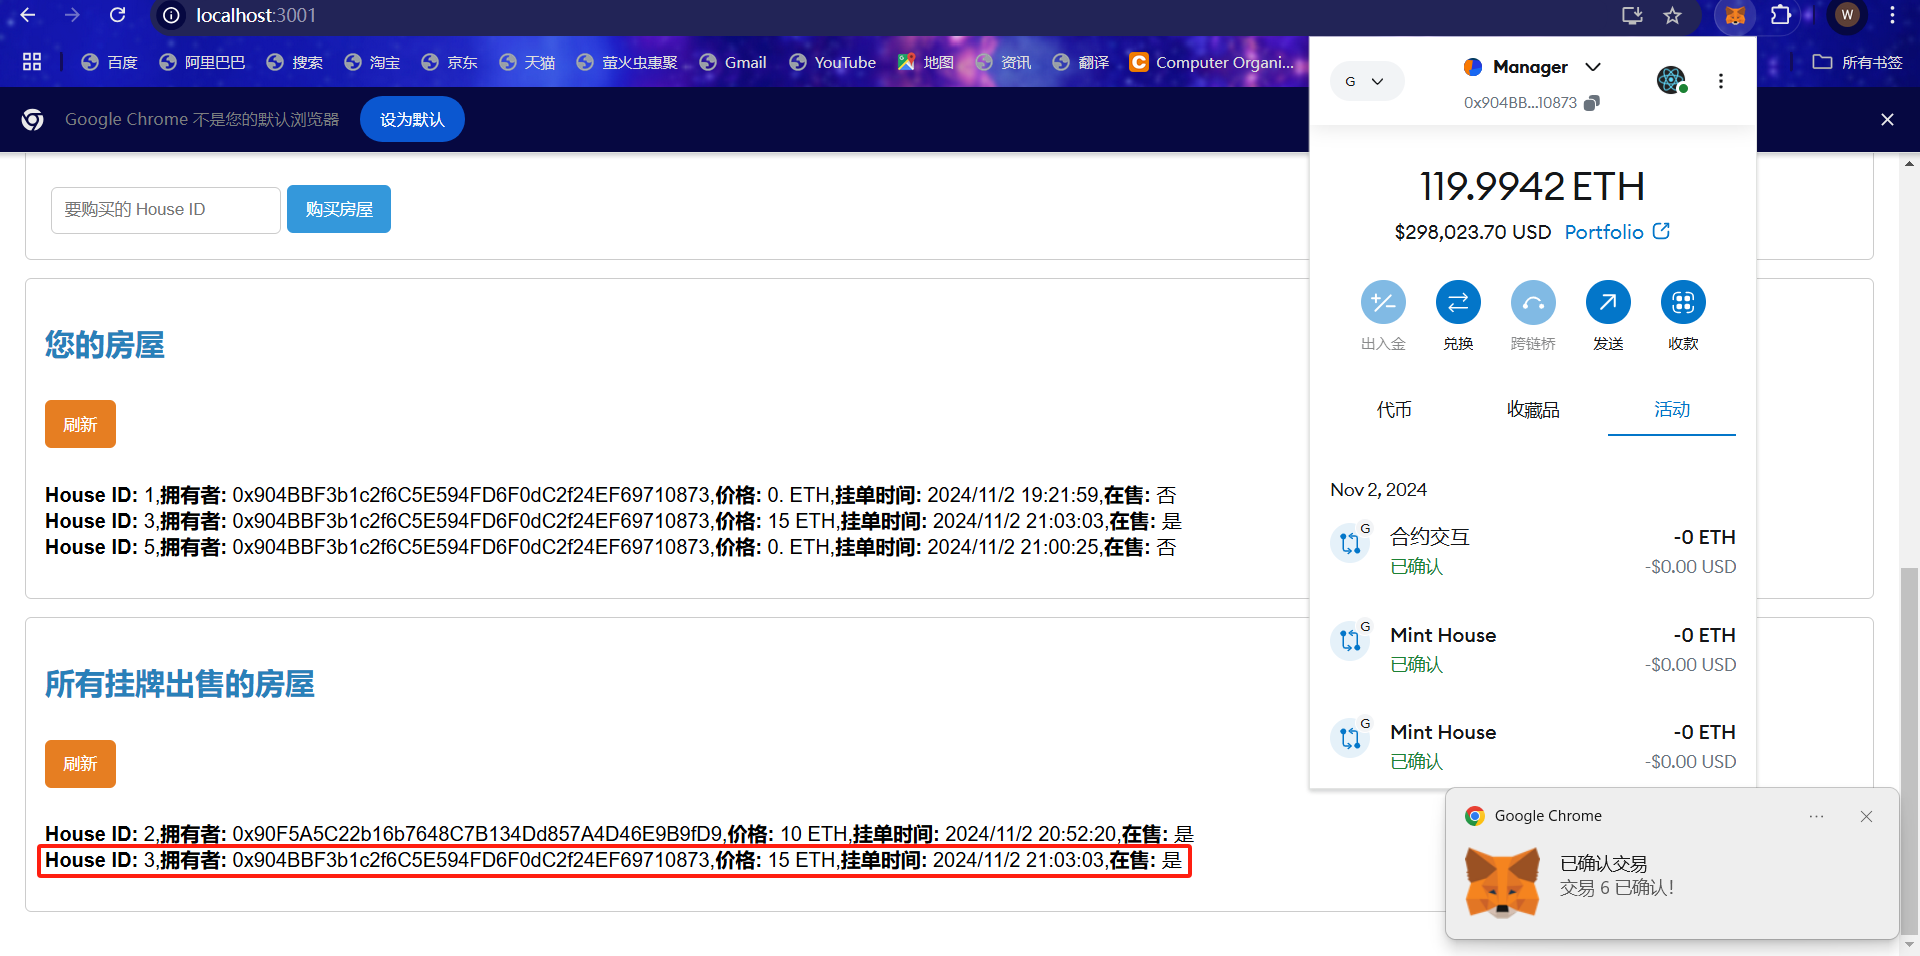 localhost:3001
W
百度
阿里巴巴
搜索
淘宝
京东
天猫
萤火虫重聚
Gmail
YouTube
地图
资讯
翻译
C
Computer Organi...
所有书签
Google Chrome 不是您的默认浏览器
设为默认
要购买的 House ID
购买房屋
您的房屋
刷新
House ID: 1,拥有者: 0x904BBF3b1c2f6C5E594FD6F0dC2f24EF69710873,价格: 0. ETH,挂单时间: 2024/11/2 19:21:59,在售: 否
House ID: 3,拥有者: 0x904BBF3b1c2f6C5E594FD6F0dC2f24EF69710873,价格: 15 ETH,挂单时间: 2024/11/2 21:03:03,在售: 是
House ID: 5,拥有者: 0x904BBF3b1c2f6C5E594FD6F0dC2f24EF69710873,价格: 0. ETH,挂单时间: 2024/11/2 21:00:25,在售: 否
所有挂牌出售的房屋
刷新
House ID: 2,拥有者: 0x90F5A5C22b16b7648C7B134Dd857A4D46E9B9fD9,价格: 10 ETH,挂单时间: 2024/11/2 20:52:20,在售: 是
House ID: 3,拥有者: 0x904BBF3b1c2f6C5E594FD6F0dC2f24EF69710873,价格: 15 ETH,挂单时间: 2024/11/2 21:03:03,在售: 是
G
Manager
0x904BB...10873
119.9942 ETH
$298,023.70 USD Portfolio
出入金
兑换
跨链桥
发送
收款
代币
收藏品
活动
Nov 2, 2024
G
合约交互
-0 ETH
已确认
-$0.00 USD
G
Mint House
-0 ETH
已确认
-$0.00 USD
G
Mint House
-0 ETH
已确认
-$0.00 USD
Google Chrome
已确认交易
交易 6 已确认！